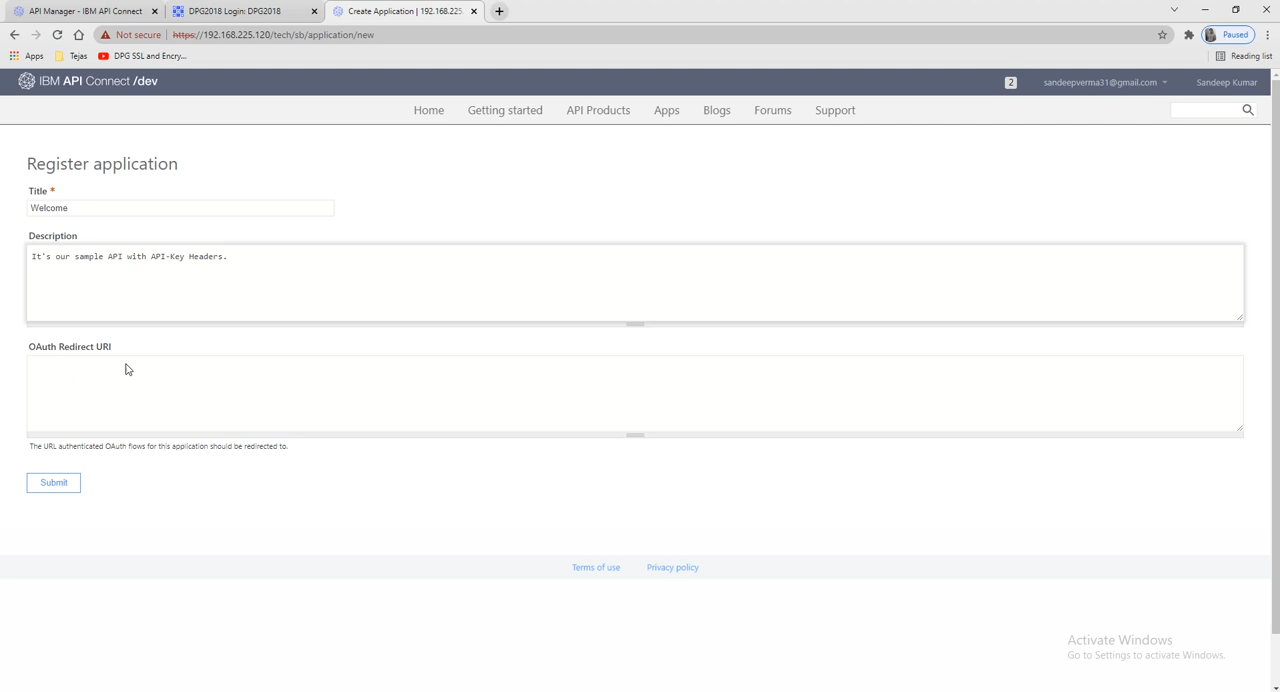 API Manager - IBM API Connect
DPG2018 Login: DPG2018
Create Application | 192.168.225
Not secure
https://192.168.225.120/tech/sb/application/new
Paused
Apps
Tejas
DPG SSL and Encry...
Reading list
IBM API Connect /dev
2
sandeepverma31@gmail.com
Sandeep Kumar
Home
Getting started
API Products
Apps
Blogs
Forums
Support
Register application
Title *
Welcome
Description
It's our sample API with API-Key Headers.
OAuth Redirect URI
The URL authenticated OAuth flows for this application should be redirected to.
Submit
Terms of use
Privacy policy
Activate Windows
Go to Settings to activate Windows.